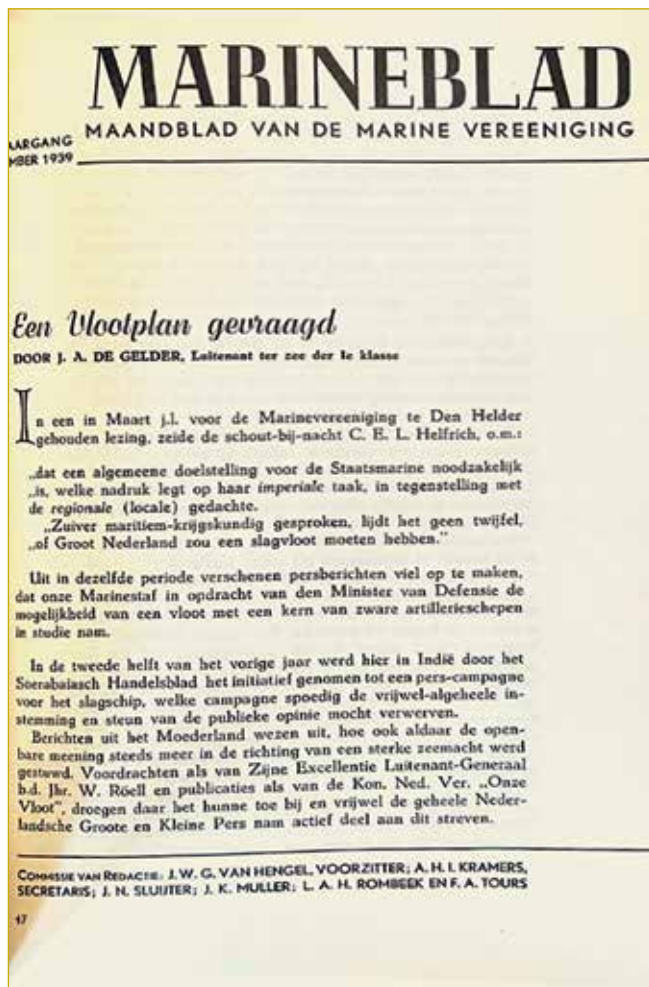 MARINEBLAD
MAANDBLAD VAN DE MARINE VEREENIGING
ARGANG
MBER 1939
Een Vlootplan gevraagd
DOOR J. A. DE GELDER, Luitenant ter zee der 1e klasse
In een in Maart j.l. voor de Marinevereeniging te Den Helder
gehouden lezing, zeide de schout-bij-nacht C. E. L. Helfrich, o.m.:
„dat een algemeene doelstelling voor de Staatsmarine noodzakelijk
„is, welke nadruk legt op haar imperiale taak, in tegenstelling met
de regionale (locale) gedachte.
„Zuiver maritiem-krijgskundig gesproken, lijdt het geen twijfel,
„of Groot Nederland zou een slagvloot moeten hebben."
Uit in dezelfde periode verschenen persberichten viel op te maken,
dat onze Marinestaf in opdracht van den Minister van Defensie de
mogelijkheid van een vloot met een kern van zware artillerieschepen
in studie nam.
In de tweede helft van het vorige jaar werd hier in Indië door het
Soerabaiasch Handelsblad het initiatief genomen tot een pers-campagne
voor het slagschip, welke campagne spoedig de vrijwel-algeheele in-
stemming en steun van de publieke opinie mocht verwerven.
Berichten uit het Moederland wezen uit, hoe ook aldaar de open-
bare meening steeds meer in de richting van een sterke zeemacht werd
gestuwd. Voordrachten als van Zijne Excellentie Luitenant-Generaal
b.d. Jhr. W. Röell en publicaties als van de Kon. Ned. Ver. „Onze
Vloot", droegen daar het hunne toe bij en vrijwel de geheele Neder-
landsche Groote en Kleine Pers nam actief deel aan dit streven.
COMMISSIE VAN REDACTIE: J. W. G. VAN HENGEL, VOORZITTER; A. H. I. KRAMERS,
SECRETARIS; J. N. SLUIJTER; J. K. MULLER; L. A. H. ROMBEEK EN F. A. TOURS
17